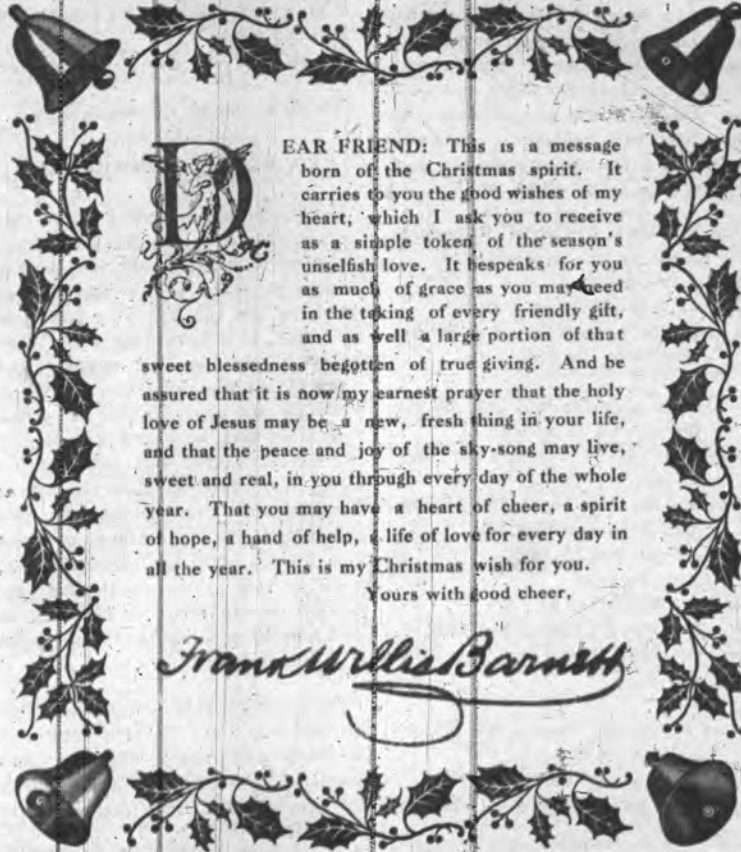 DEAR FRIEND: This is a message
born of the Christmas spirit. It
carries to you the good wishes of my
heart, which I ask you to receive
as a simple token of the season's
unselfish love. It bespeaks for you
as much of grace as you may need
in the taking of every friendly gift,
and as well a large portion of that
sweet blessedness begotten of true giving. And be
assured that it is now my earnest prayer that the holy
love of Jesus may be a new, fresh thing in your life,
and that the peace and joy of the sky-song may live,
sweet and real, in you through every day of the whole
year. That you may have a heart of cheer, a spirit
of hope, a hand of help, a life of love for every day in
all the year. This is my Christmas wish for you.
Yours with good cheer,
Frank Willis Barnett